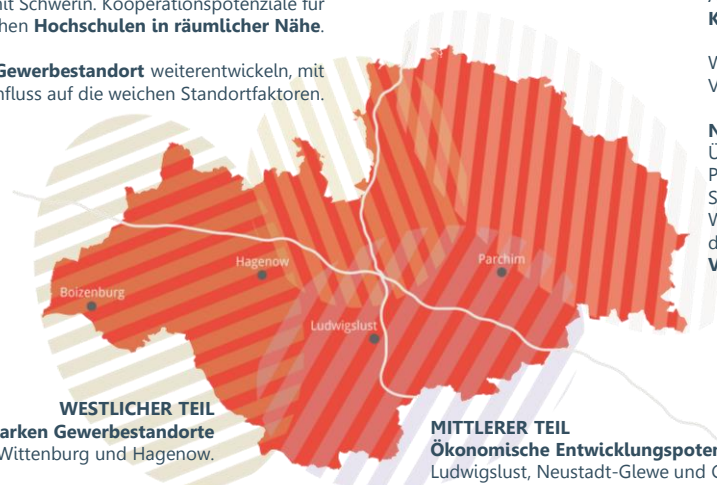 mit Schwerin. Kooperationspotenziale für
chen Hochschulen in räumlicher Nähe.
Gewerbestandort weiterentwickeln, mit
nfluss auf die weichen Standortfaktoren.
K
W
V
N
Ü
P
S
W
d
V
Hagenow
Parchim
Boizenburg
Ludwigslust
WESTLICHER TEIL
arken Gewerbestandorte
Wittenburg und Hagenow.
MITTLERER TEIL
Ökonomische Entwicklungspoten
Ludwigslust, Neustadt-Glewe und G